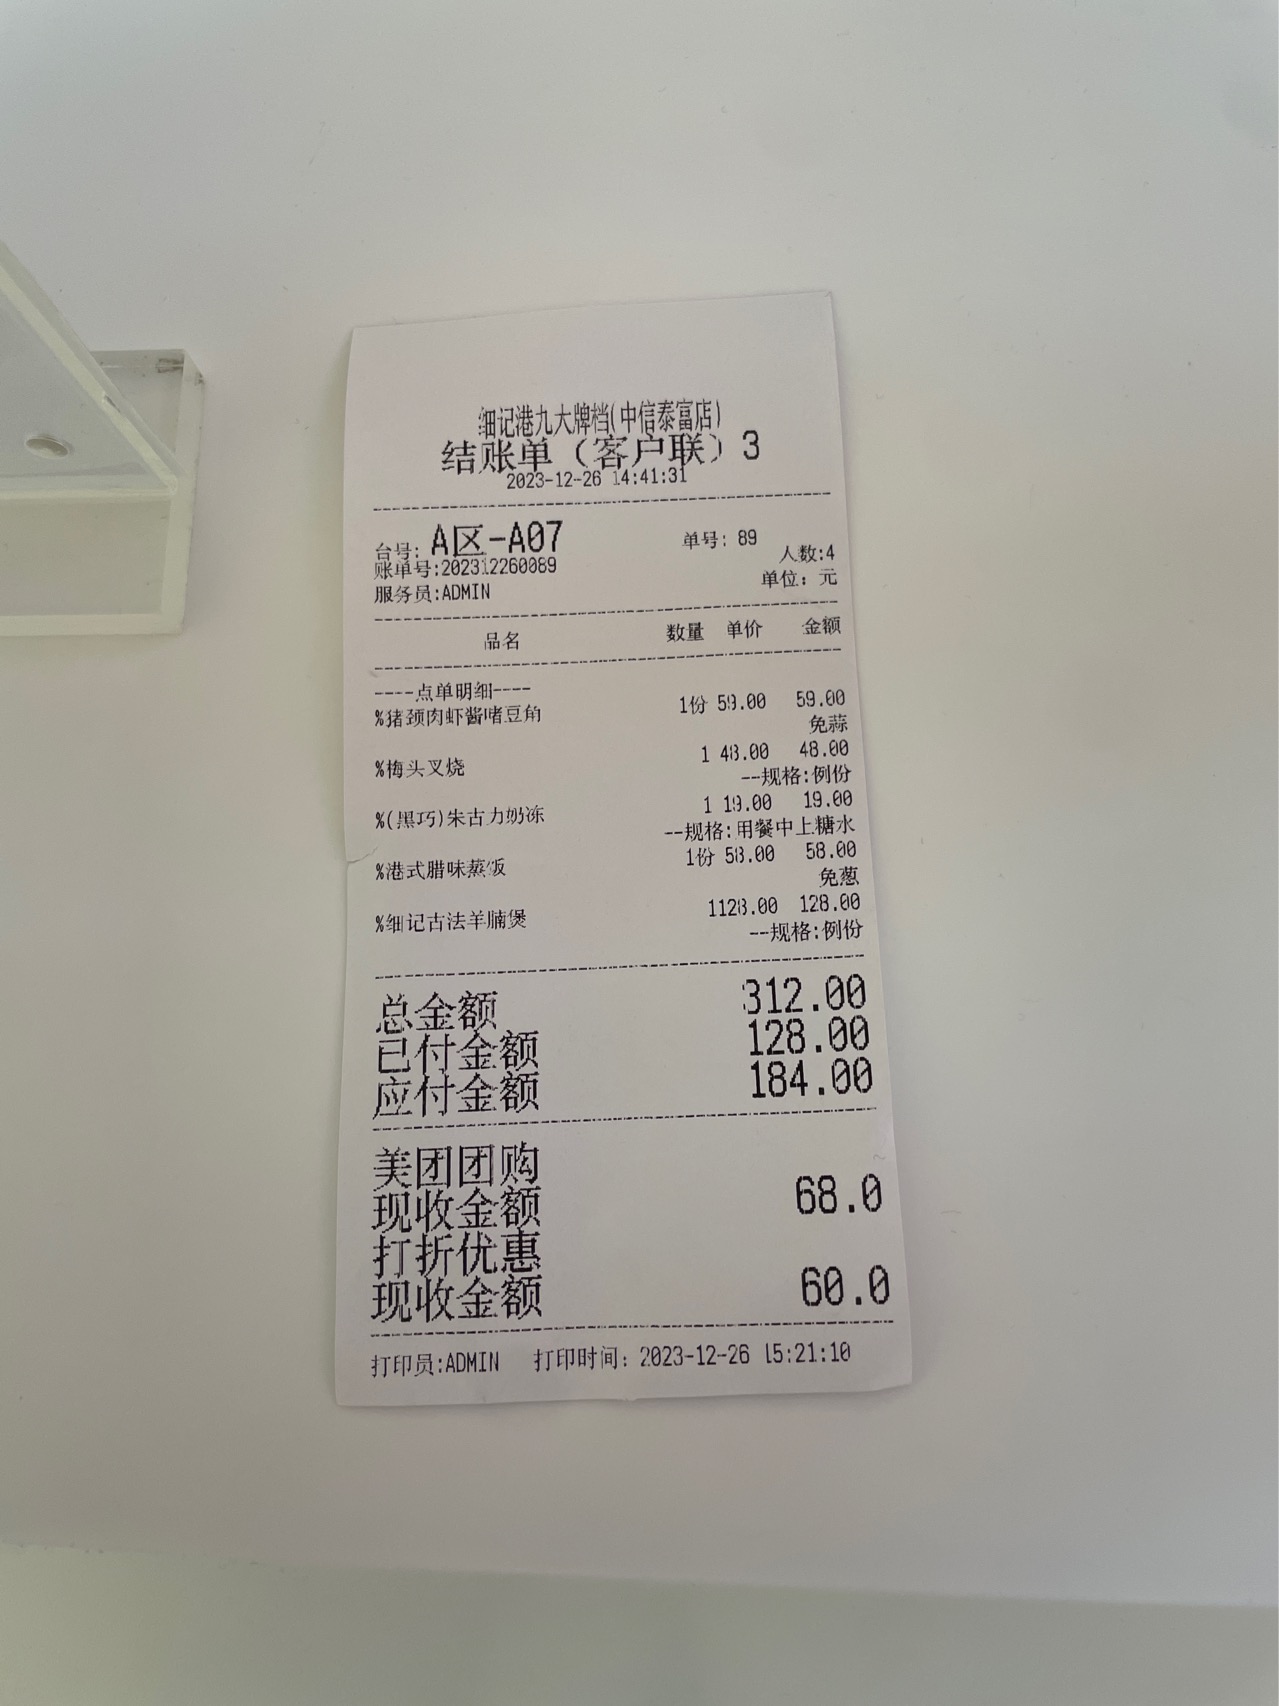 细记港九大牌档(中信泰富店)
结账单（客户联）3
2023-12-26 14:41:31
台号: A区-A07 单号: 89
账单号:202312260089 人数:4
服务员:ADMIN 单位: 元
品名 数量 单价 金额
----点单明细----
%猪颈肉虾酱啫豆角 1份 59.00 59.00
免蒜
%梅头叉烧 1 48.00 48.00
--规格:例份
%(黑巧)朱古力奶冻 1 19.00 19.00
--规格:用餐中上糖水
%港式腊味蒸饭 1份 58.00 58.00
免葱
%细记古法羊腩煲 1128.00 128.00
--规格:例份
总金额 312.00
已付金额 128.00
应付金额 184.00
美团团购
现收金额 68.0
打折优惠
现收金额 60.0
打印员:ADMIN 打印时间: 2023-12-26 15:21:10